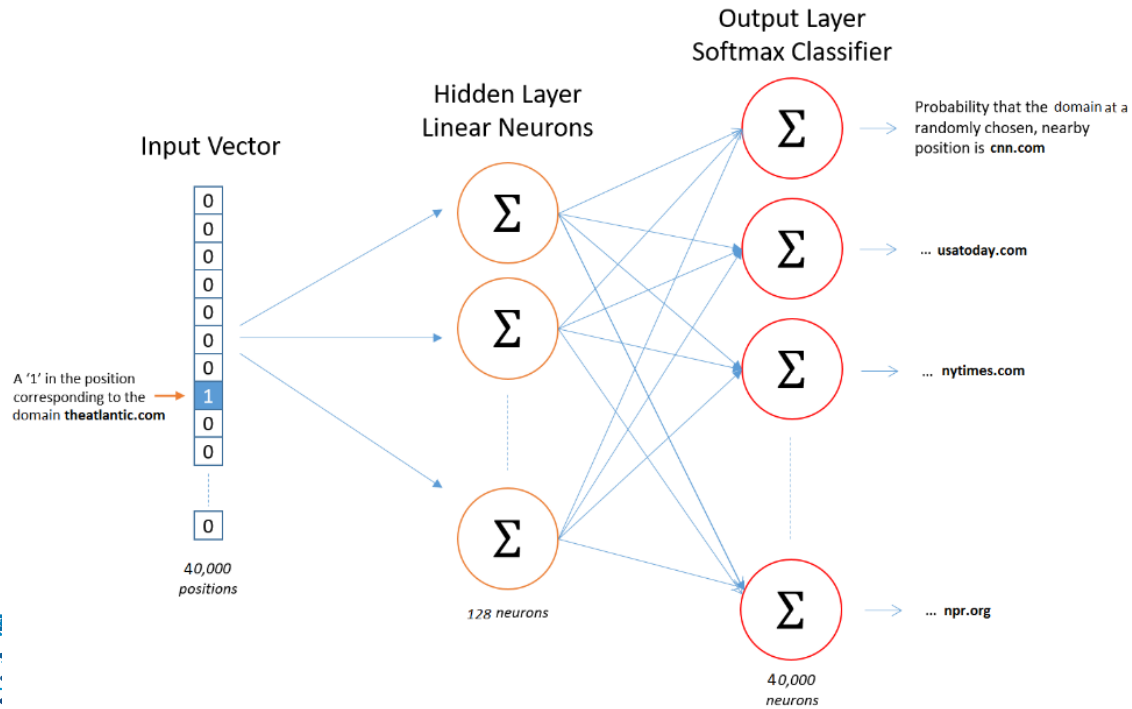 Output Layer
Softmax Classifier
Hidden Layer
Linear Neurons
Input Vector
0
0
0
0
0
0
0
1
0
0
0
A ‘1’ in the position
corresponding to the
domain theatlantic.com
40,000
positions
Σ
Σ
Σ
128 neurons
Σ
Σ
Σ
Σ
40,000
neurons
Probability that the domain at a
randomly chosen, nearby
position is cnn.com
... usatoday.com
... nytimes.com
... npr.org